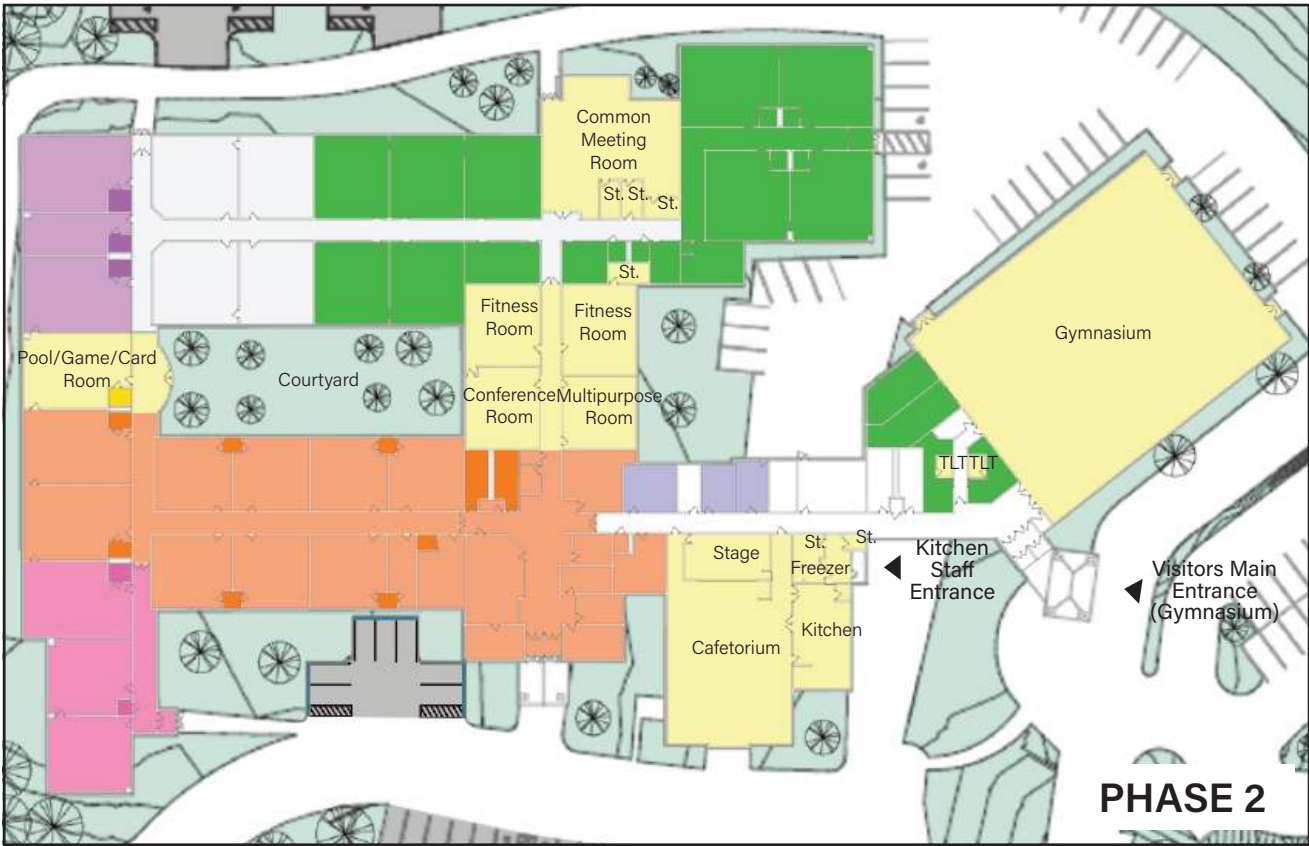 Common
Meeting
Room
St. St.
St.
St.
Fitness
Room
Fitness
Room
Gymnasium
Pool/Game/Card
Room
Courtyard
Conference
Room
Multipurpose
Room
TLT TLT
Stage
St.
St.
Freezer
Kitchen
Staff
Entrance
Visitors Main
Entrance
(Gymnasium)
Cafetorium
Kitchen
PHASE 2